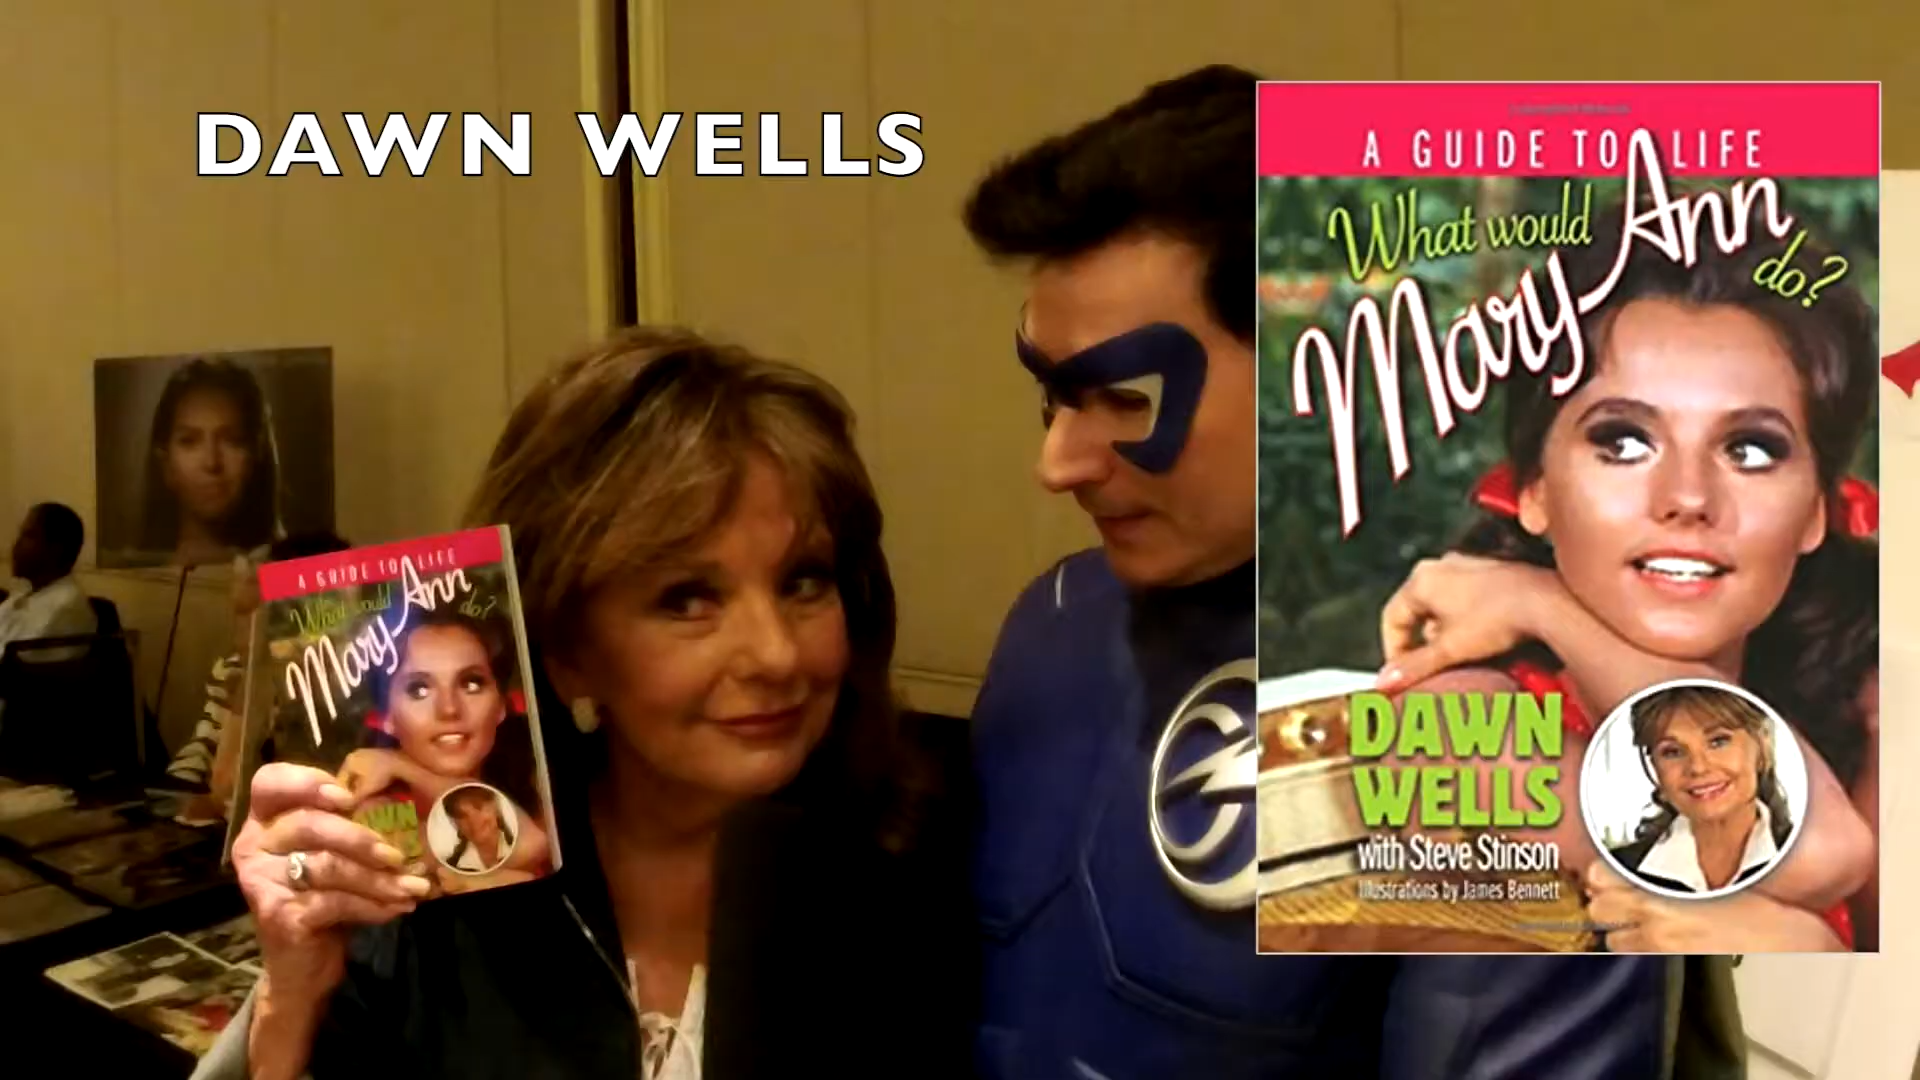 DAWN WELLS
A GUIDE TO LIFE
What would
Mary Ann
do?
DAWN
WELLS
with Steve Stinson
Illustrations by James Bennett
A GUIDE TO LIFE
What would
Mary Ann
do?